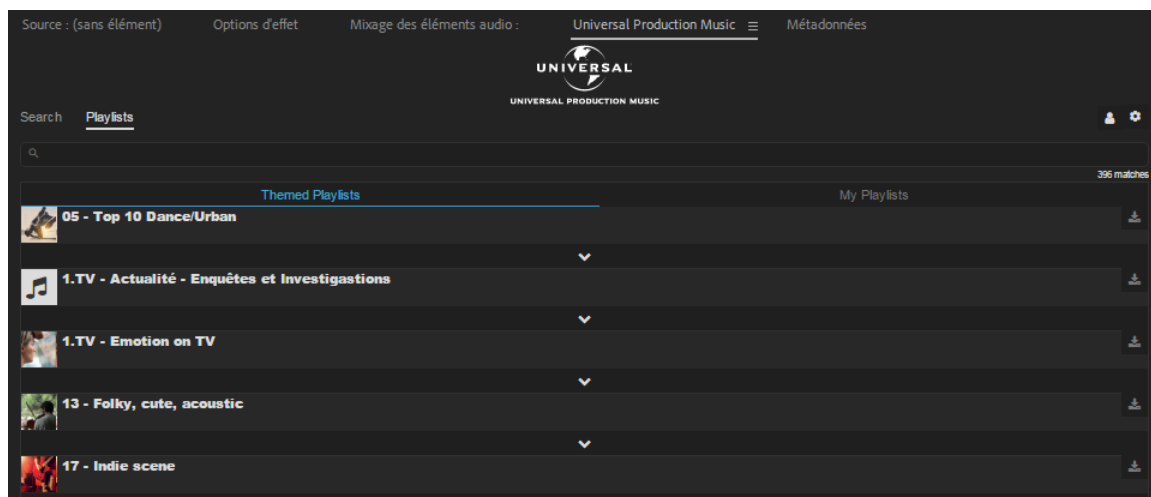 Source : (sans élément) Options d'effet Mixage des éléments audio : Universal Production Music Métadonnées
UNIVERSAL
UNIVERSAL PRODUCTION MUSIC
Search Playlists
396 matches
Themed Playlists My Playlists
05 - Top 10 Dance/Urban
1.TV - Actualité - Enquêtes et Investigastions
1.TV - Emotion on TV
13 - Folky, cute, acoustic
17 - Indie scene